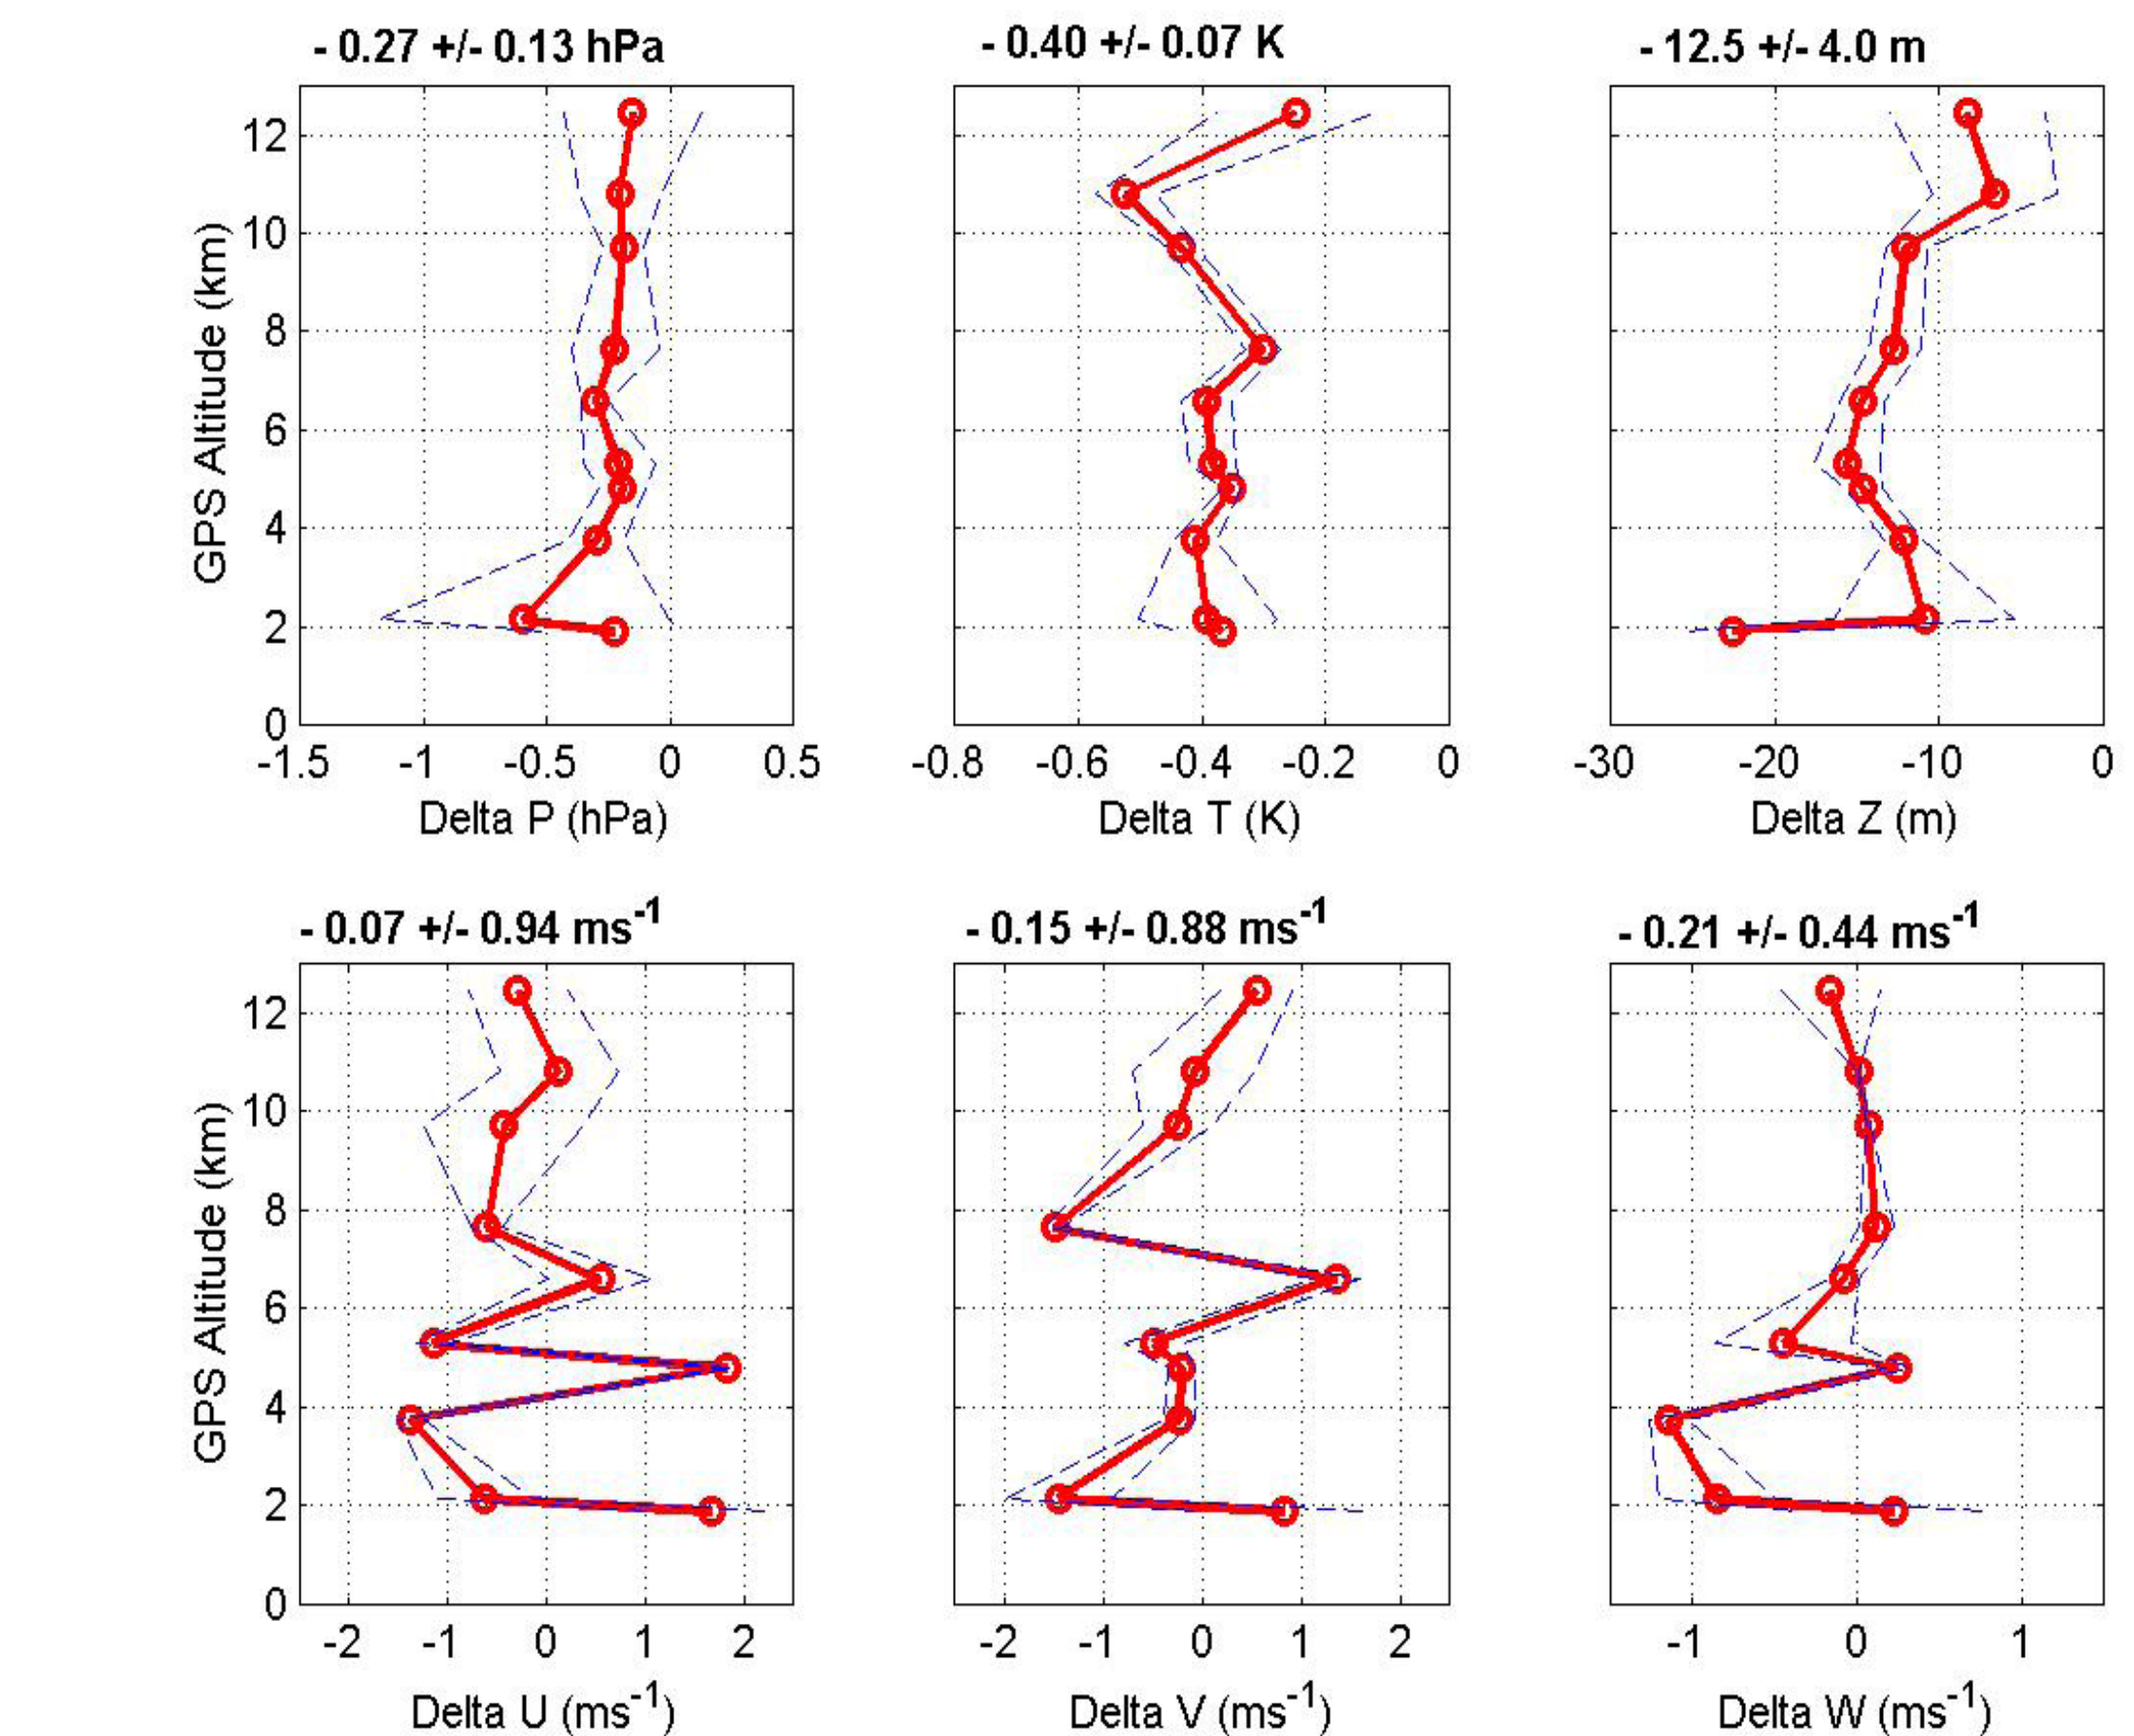 - 0.27 +/- 0.13 hPa
- 0.40 +/- 0.07 K
- 12.5 +/- 4.0 m
GPS Altitude (km)
12
10
8
6
4
2
0
-1.5 -1 -0.5 0 0.5
-0.8 -0.6 -0.4 -0.2 0
-30 -20 -10 0
Delta P (hPa)
Delta T (K)
Delta Z (m)
- 0.07 +/- 0.94 ms⁻¹
- 0.15 +/- 0.88 ms⁻¹
- 0.21 +/- 0.44 ms⁻¹
GPS Altitude (km)
12
10
8
6
4
2
0
-2 -1 0 1 2
-2 -1 0 1 2
-1 0 1
Delta U (ms⁻¹)
Delta V (ms⁻¹)
Delta W (ms⁻¹)